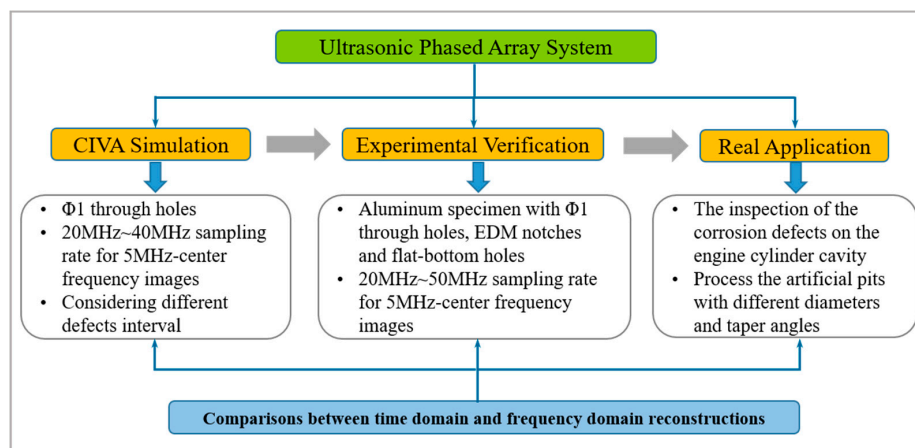 Ultrasonic Phased Array System
CIVA Simulation
Experimental Verification
Real Application
• Φ1 through holes
• 20MHz~40MHz sampling
rate for 5MHz-center
frequency images
• Considering different
defects interval
• Aluminum specimen with Φ1
through holes, EDM notches
and flat-bottom holes
• 20MHz~50MHz sampling rate
for 5MHz-center frequency
images
• The inspection of the
corrosion defects on the
engine cylinder cavity
• Process the artificial pits
with different diameters
and taper angles
Comparisons between time domain and frequency domain reconstructions